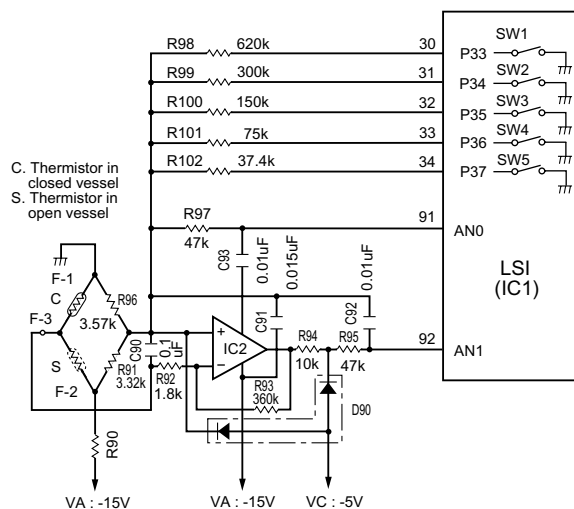 R98 620k 30 P33 SW1
R99 300k 31 P34 SW2
R100 150k 32 P35 SW3
R101 75k 33 P36 SW4
R102 37.4k 34 P37 SW5
C. Thermistor in
closed vessel
S. Thermistor in
open vessel
R97
47k
91 AN0
LSI
(IC1)
C93
0.01uF
0.015uF
0.01uF
F-1
C
R96
3.57k
F-3
S
R91
3.32k
F-2
C90
0.1
uF
R92
1.8k
+
−
IC2
C91
C92
R94
10k
R95
47k
92 AN1
R93
360k
D90
R90
VA : -15V
VA : -15V
VC : -5V